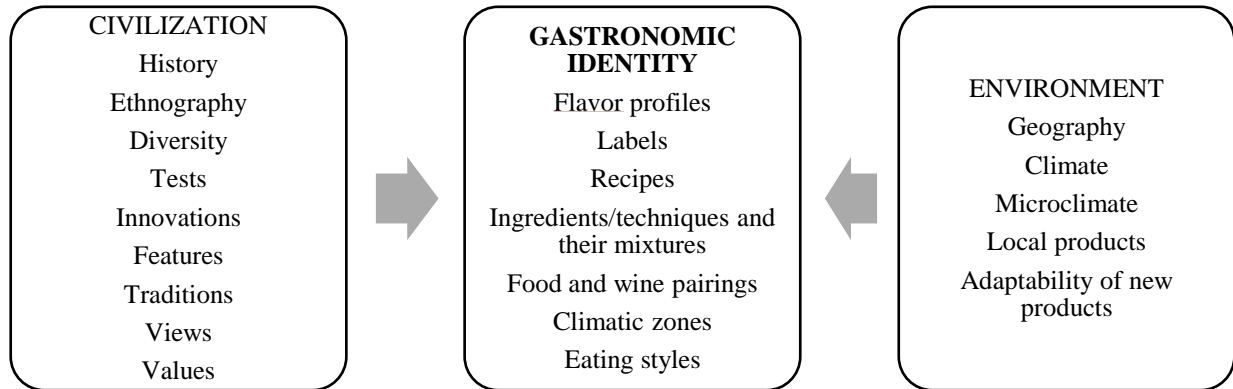 CIVILIZATION
History
Ethnography
Diversity
Tests
Innovations
Features
Traditions
Views
Values
GASTRONOMIC
IDENTITY
Flavor profiles
Labels
Recipes
Ingredients/techniques and
their mixtures
Food and wine pairings
Climatic zones
Eating styles
ENVIRONMENT
Geography
Climate
Microclimate
Local products
Adaptability of new
products